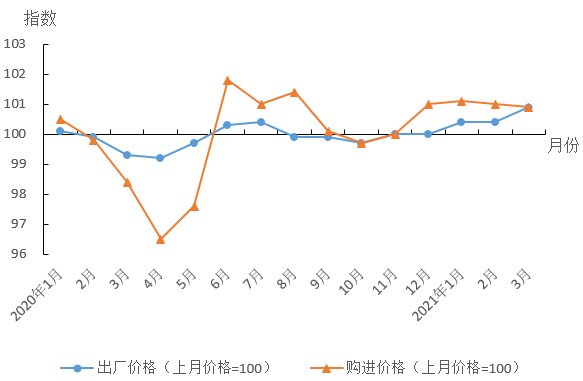 指数
103
102
101
100
99
98
97
96
月份
2020年1月
2月
3月
4月
5月
6月
7月
8月
9月
10月
11月
12月
2021年1月
2月
3月
出厂价格（上月价格=100）
购进价格（上月价格=100）